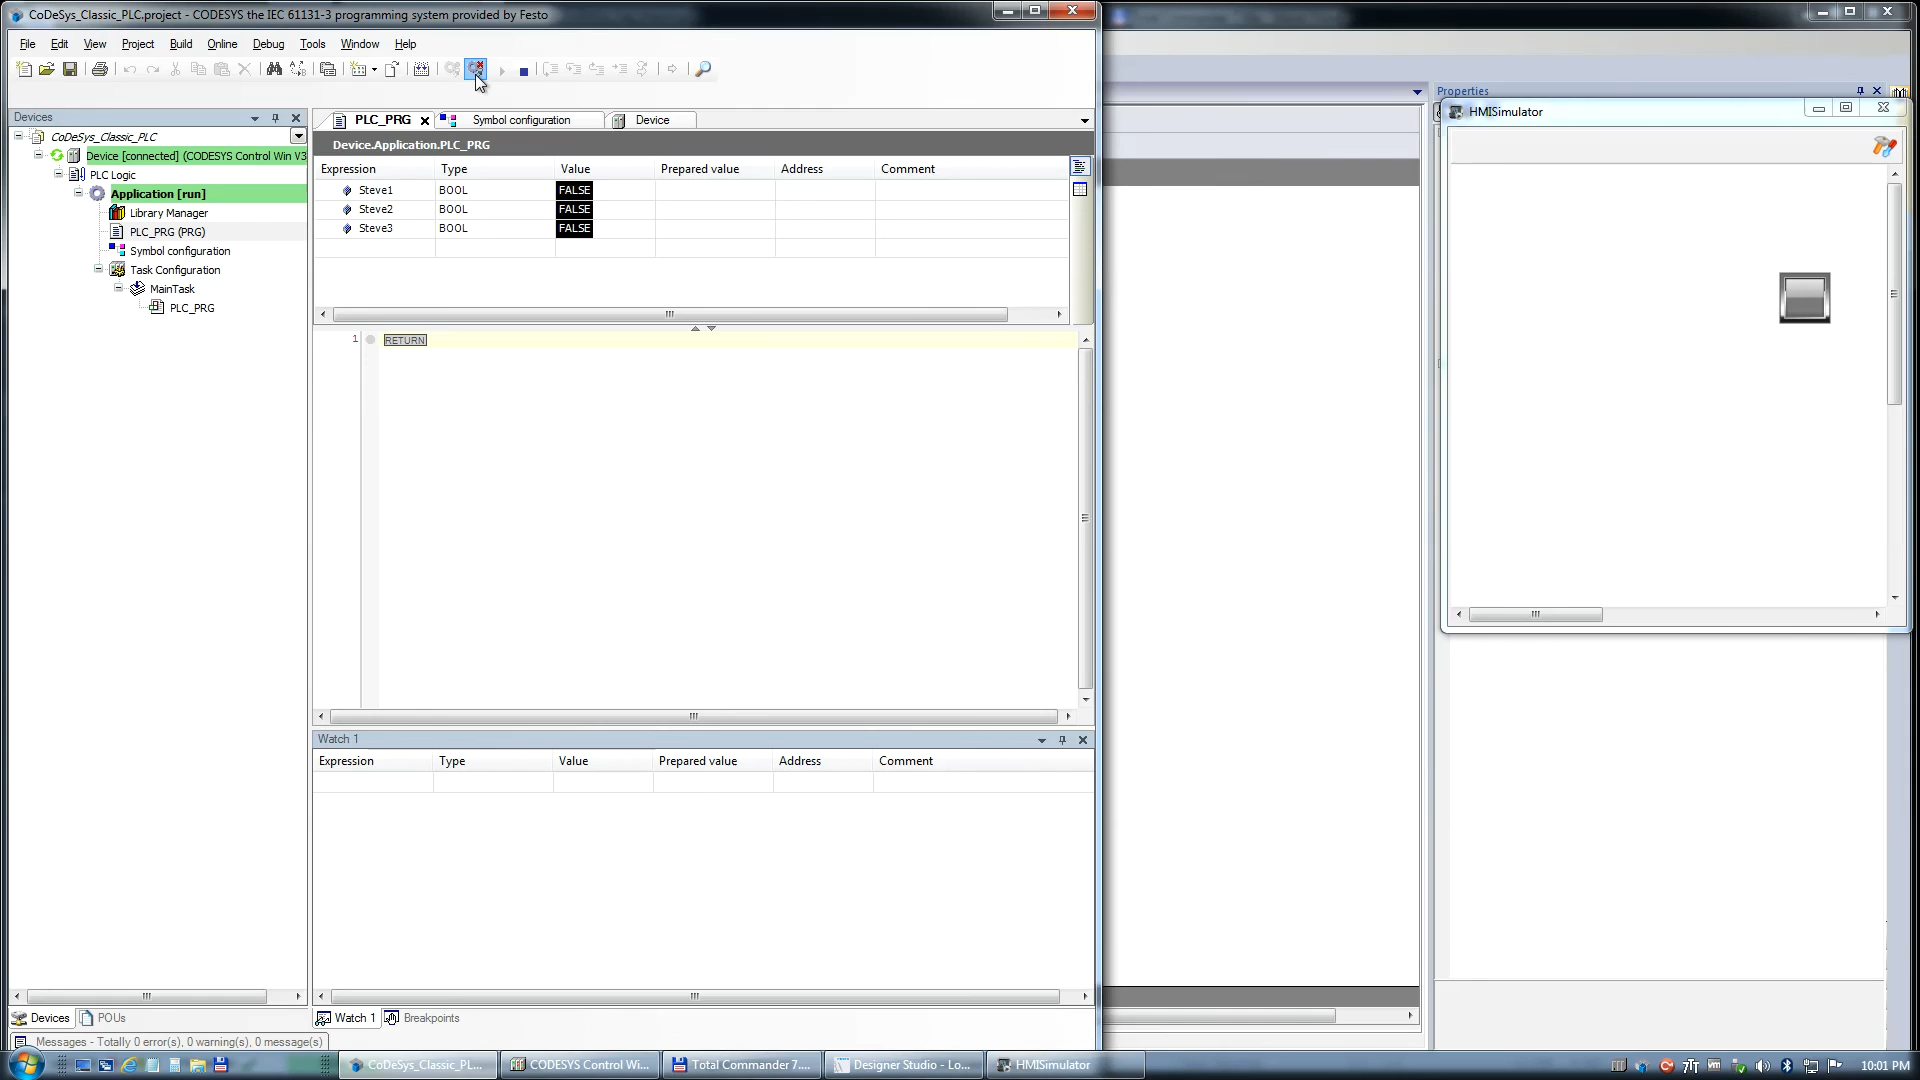 CoDeSys_Classic_PLC.project - CODESYS the IEC 61131-3 programming system provided by Festo
File Edit View Project Build Online Debug Tools Window Help
Devices
CoDeSys_Classic_PLC
Device [connected] (CODESYS Control Win V3
PLC Logic
Application [run]
Library Manager
PLC_PRG (PRG)
Symbol configuration
Task Configuration
MainTask
PLC_PRG
PLC_PRG Symbol configuration Device
Device.Application.PLC_PRG
Expression Type Value Prepared value Address Comment
Steve1 BOOL FALSE
Steve2 BOOL FALSE
Steve3 BOOL FALSE
1 RETURN
Watch 1
Expression Type Value Prepared value Address Comment
Watch 1 Breakpoints
Devices POUs
Messages - Totally 0 error(s), 0 warning(s), 0 message(s)
Properties
HMISimulator
CoDeSys_Classic_PL... CODESYS Control Wi... Total Commander 7.... Designer Studio - Lo... HMISimulator
10:01 PM